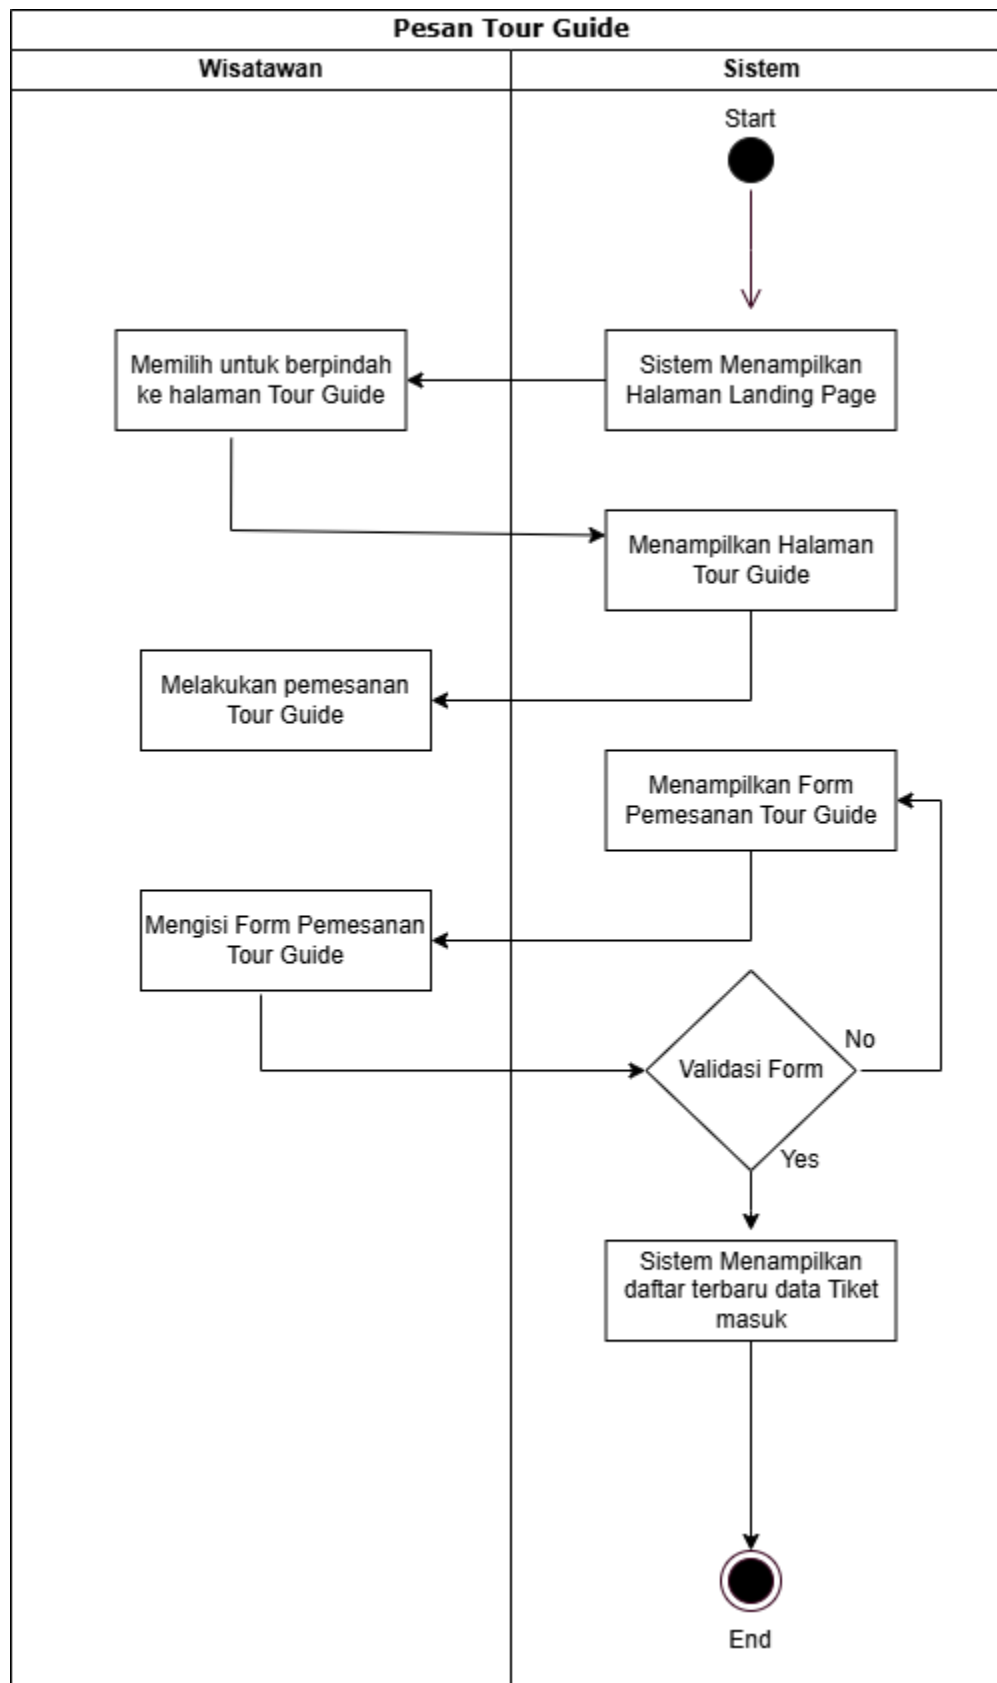 Pesan Tour Guide
Wisatawan
Sistem
Start
Memilih untuk berpindah
ke halaman Tour Guide
Sistem Menampilkan
Halaman Landing Page
Menampilkan Halaman
Tour Guide
Melakukan pemesanan
Tour Guide
Menampilkan Form
Pemesanan Tour Guide
Mengisi Form Pemesanan
Tour Guide
Validasi Form
No
Yes
Sistem Menampilkan
daftar terbaru data Tiket
masuk
End